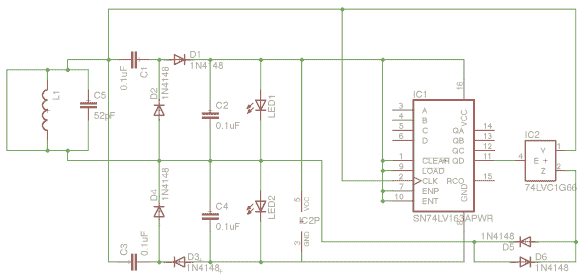 L1
C5
52pF
0.1uF
C1
D1
1N4148
1N4148
D2
C2
0.1uF
LED1
D4
1N4148
C4
0.1uF
LED2
C3
0.1uF
D3
1N4148
5
VCC
IC2P
GND
3
IC1
16
VCC
3
A
4
B
5
C
6
D
1
CLEAR
9
LOAD
2
CLK
7
ENP
10
ENT
QA
14
QB
13
QC
12
QD
11
RCO
15
GND
SN74LV163APWR
IC2
4
E
Y
1
Z
2
74LVC1G66
1N4148
D5
D6
1N4148